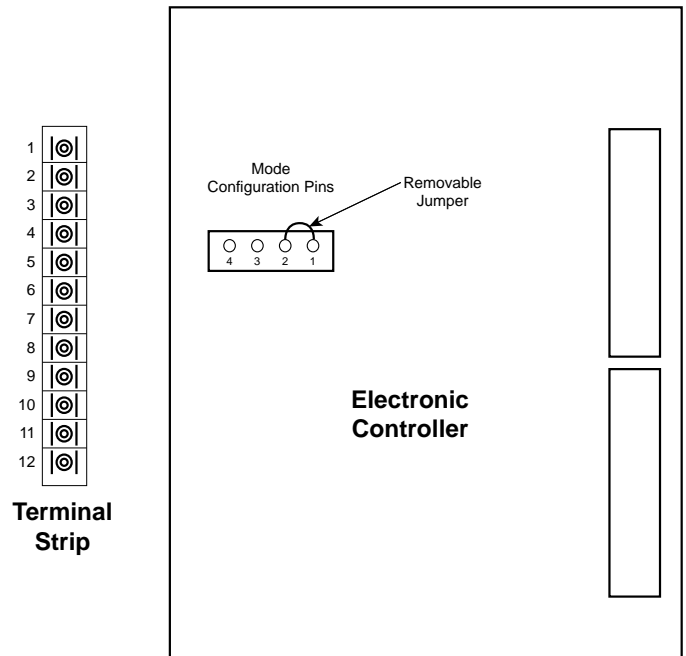 1
2
3
4
5
6
7
8
9
10
11
12
Terminal
Strip
Mode
Configuration Pins
Removable
Jumper
4 3 2 1
Electronic
Controller